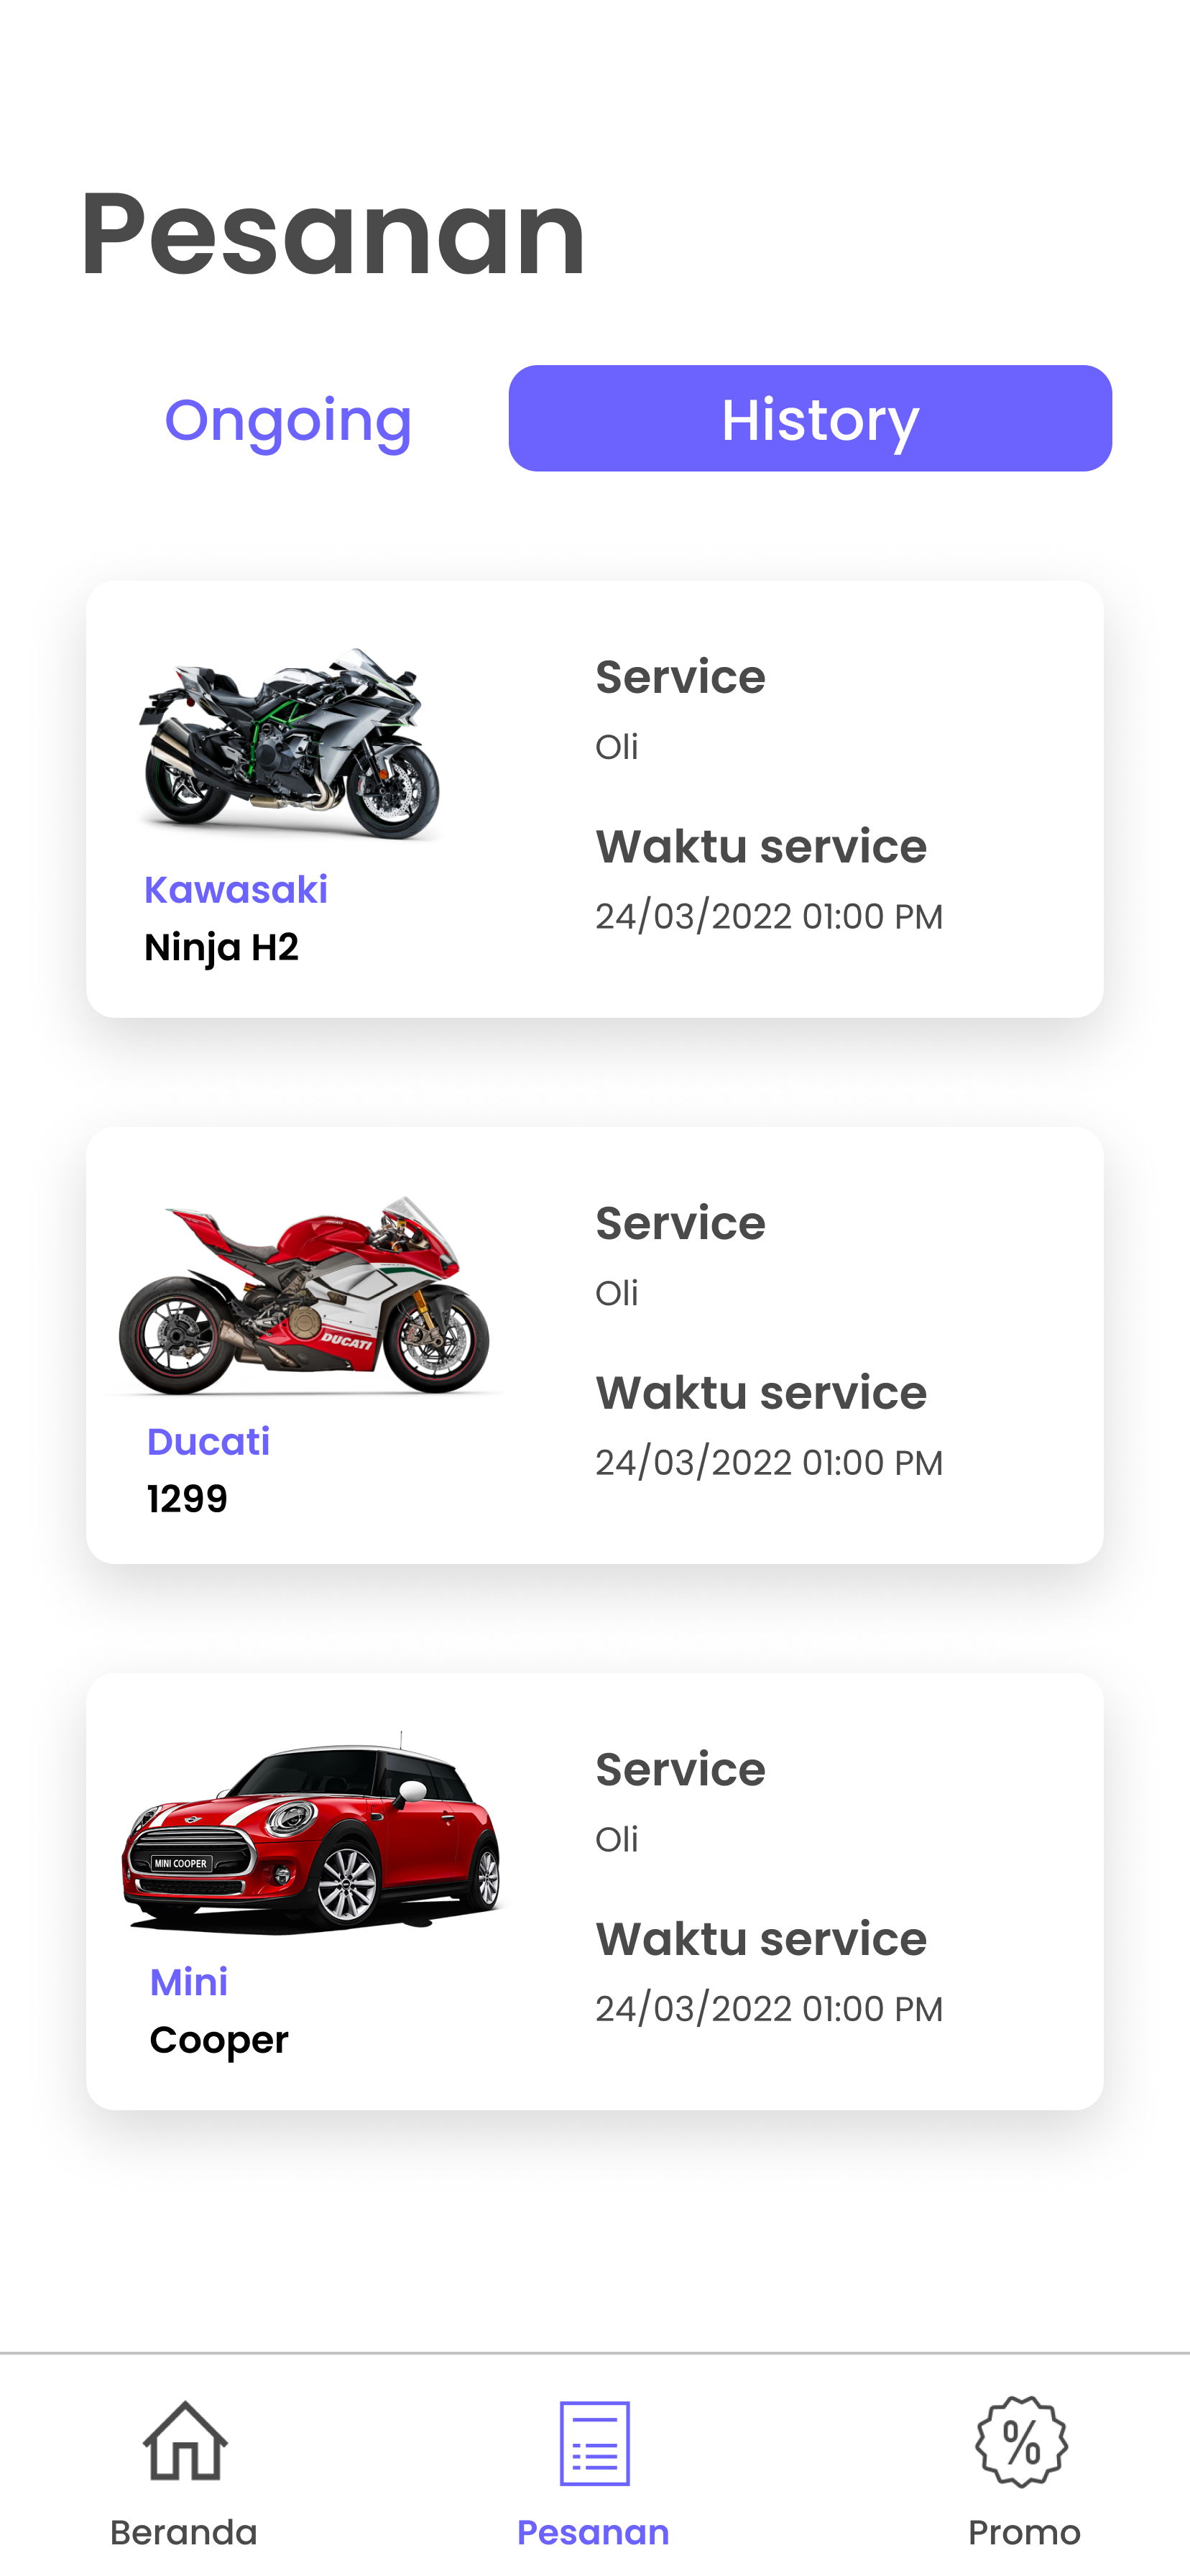 Pesanan
Ongoing
History
Service
Oli
Waktu service
24/03/2022 01:00 PM
Kawasaki
Ninja H2
Service
Oli
Waktu service
24/03/2022 01:00 PM
DUCATI
Ducati
1299
Service
Oli
Waktu service
24/03/2022 01:00 PM
MINI COOPER
Mini
Cooper
%
Beranda
Pesanan
Promo